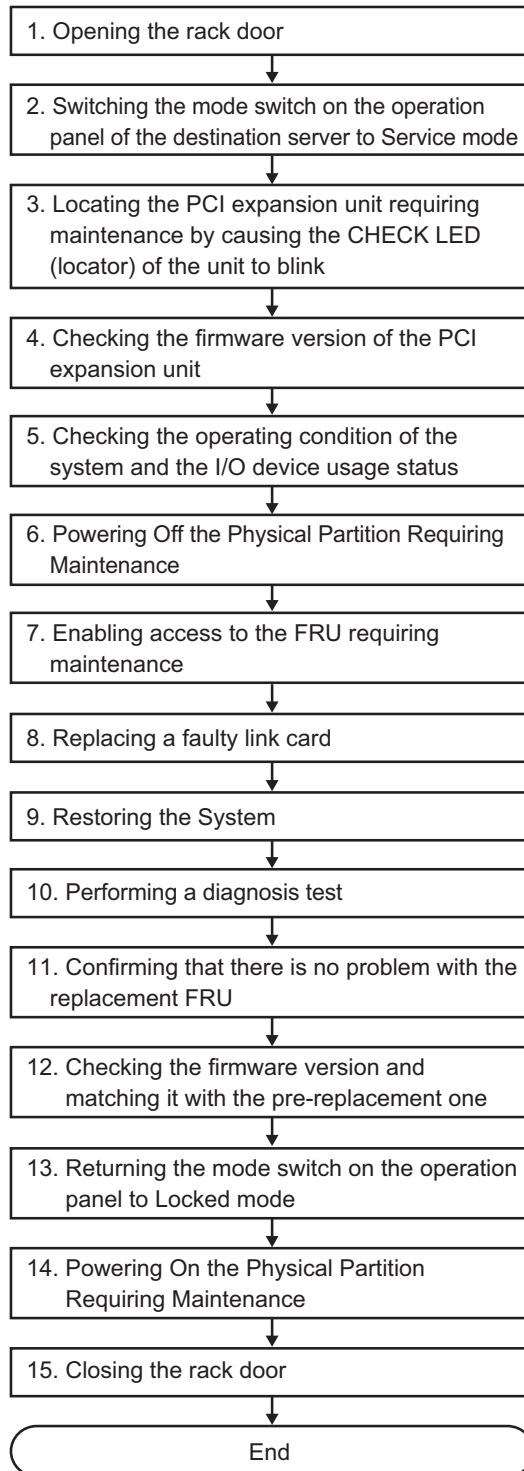 1. Opening the rack door
2. Switching the mode switch on the operation
panel of the destination server to Service mode
3. Locating the PCI expansion unit requiring
maintenance by causing the CHECK LED
(locator) of the unit to blink
4. Checking the firmware version of the PCI
expansion unit
5. Checking the operating condition of the
system and the I/O device usage status
6. Powering Off the Physical Partition Requiring
Maintenance
7. Enabling access to the FRU requiring
maintenance
8. Replacing a faulty link card
9. Restoring the System
10. Performing a diagnosis test
11. Confirming that there is no problem with the
replacement FRU
12. Checking the firmware version and
matching it with the pre-replacement one
13. Returning the mode switch on the operation
panel to Locked mode
14. Powering On the Physical Partition
Requiring Maintenance
15. Closing the rack door
End